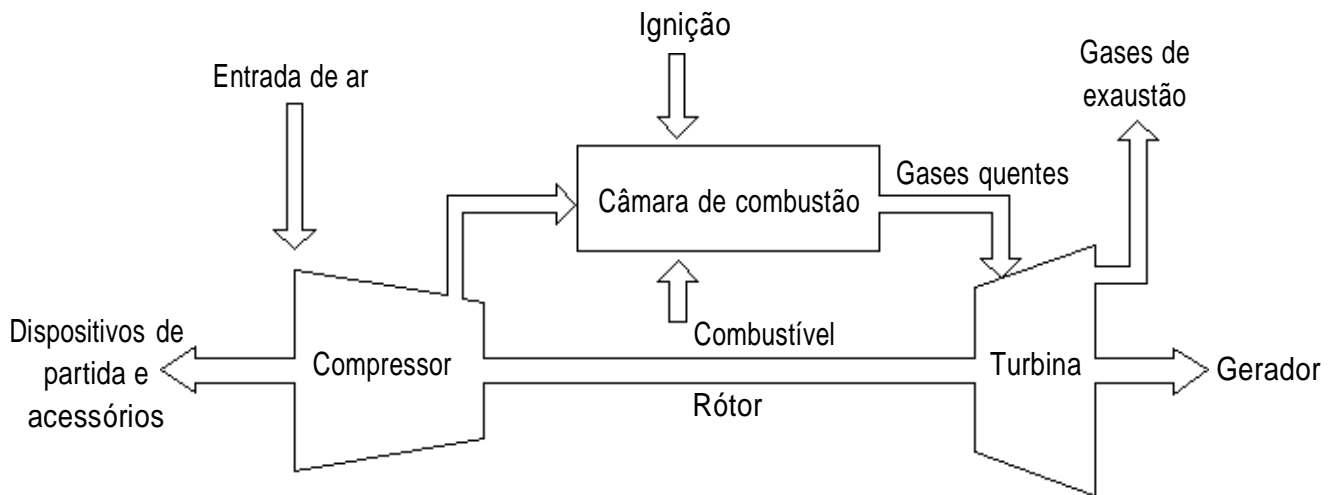 Ignição
Entrada de ar
Gases de
exaustão
Câmara de combustão
Gases quentes
Combustível
Dispositivos de
partida e
acessórios
Compressor
Rótor
Turbina
Gerador